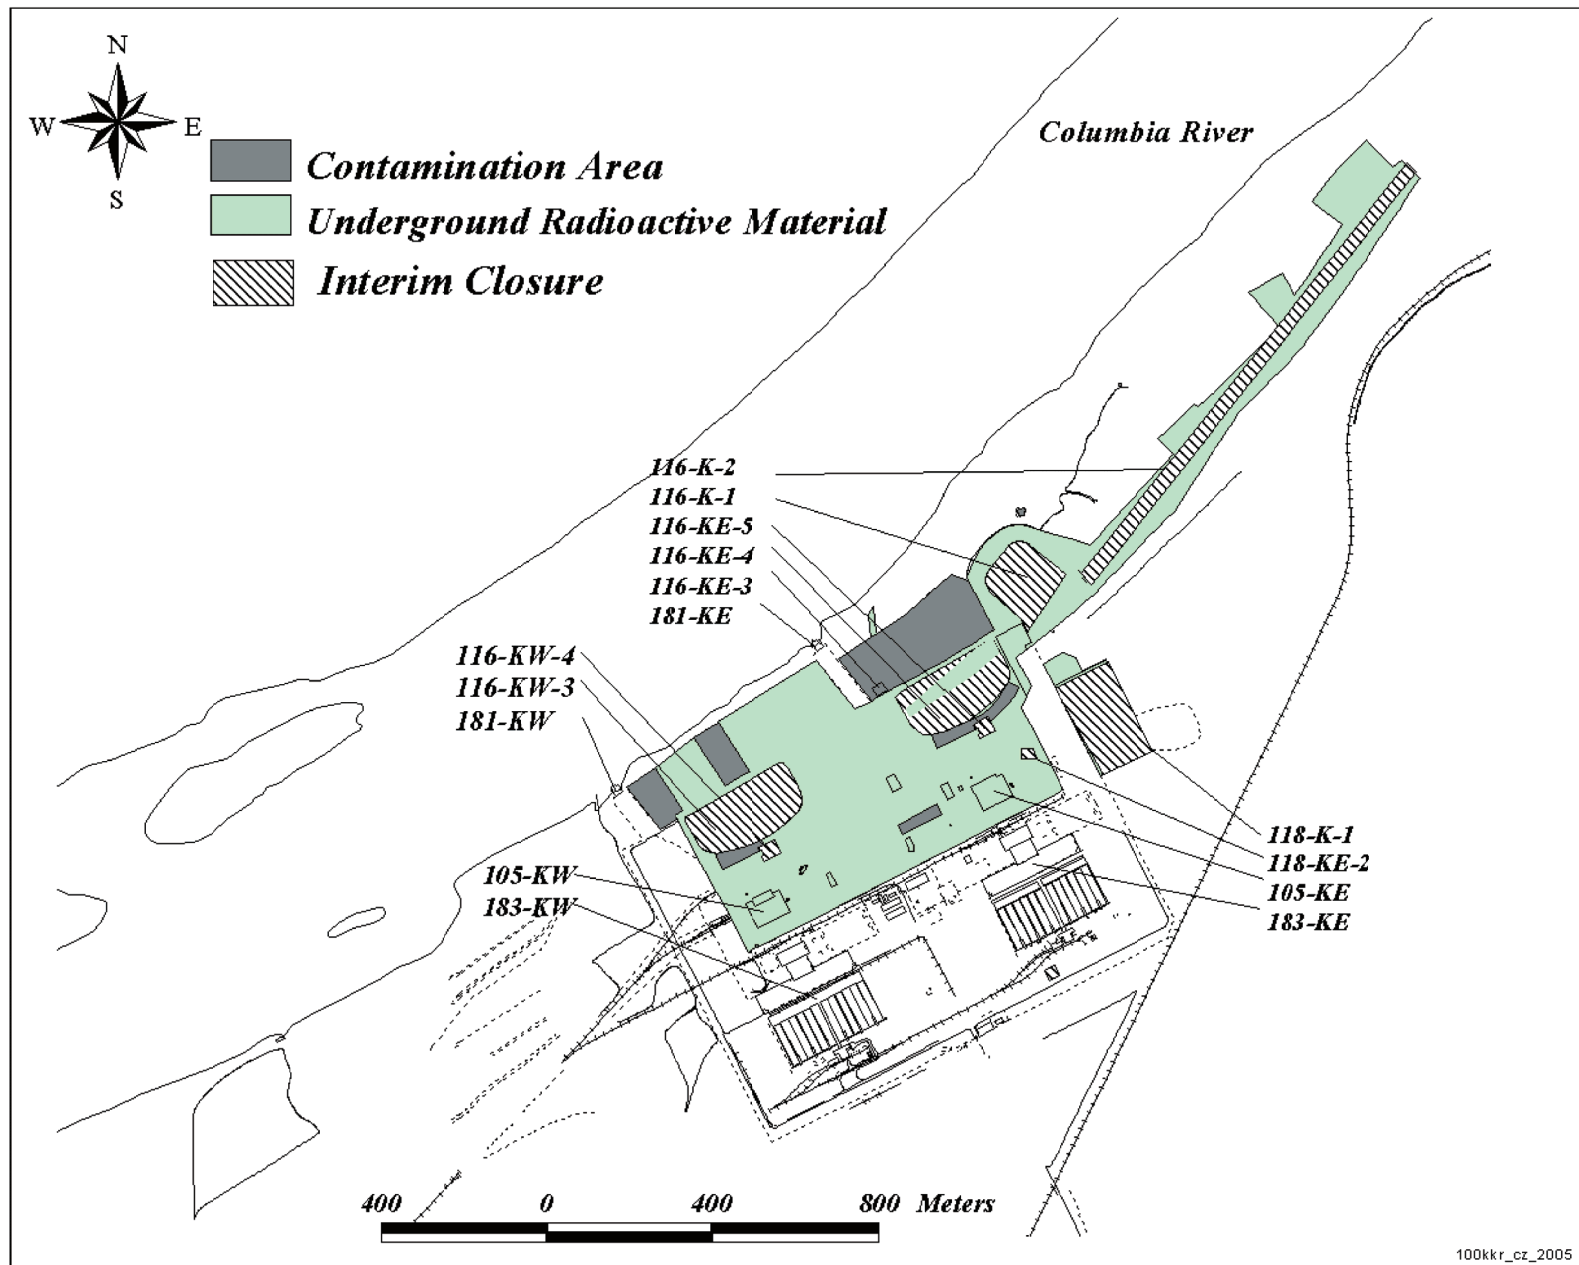 N
W E
S
Columbia River
Contamination Area
Underground Radioactive Material
Interim Closure
116-K-2
116-K-1
116-KE-5
116-KE-4
116-KE-3
181-KE
116-KW-4
116-KW-3
181-KW
105-KW
183-KW
118-K-1
118-KE-2
105-KE
183-KE
400 0 400 800 Meters
100kkr_cz_2005